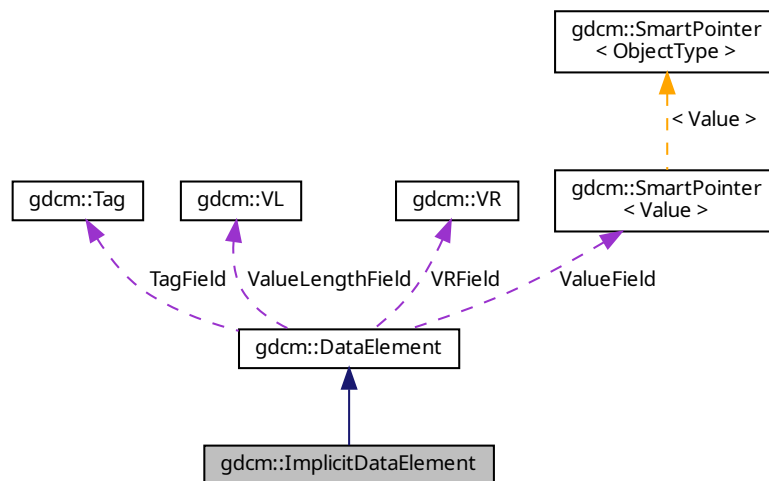 gdcm::SmartPointer
< ObjectType >
< Value >
gdcm::Tag
gdcm::VL
gdcm::VR
gdcm::SmartPointer
< Value >
TagField
ValueLengthField
VRField
ValueField
gdcm::DataElement
gdcm::ImplicitDataElement